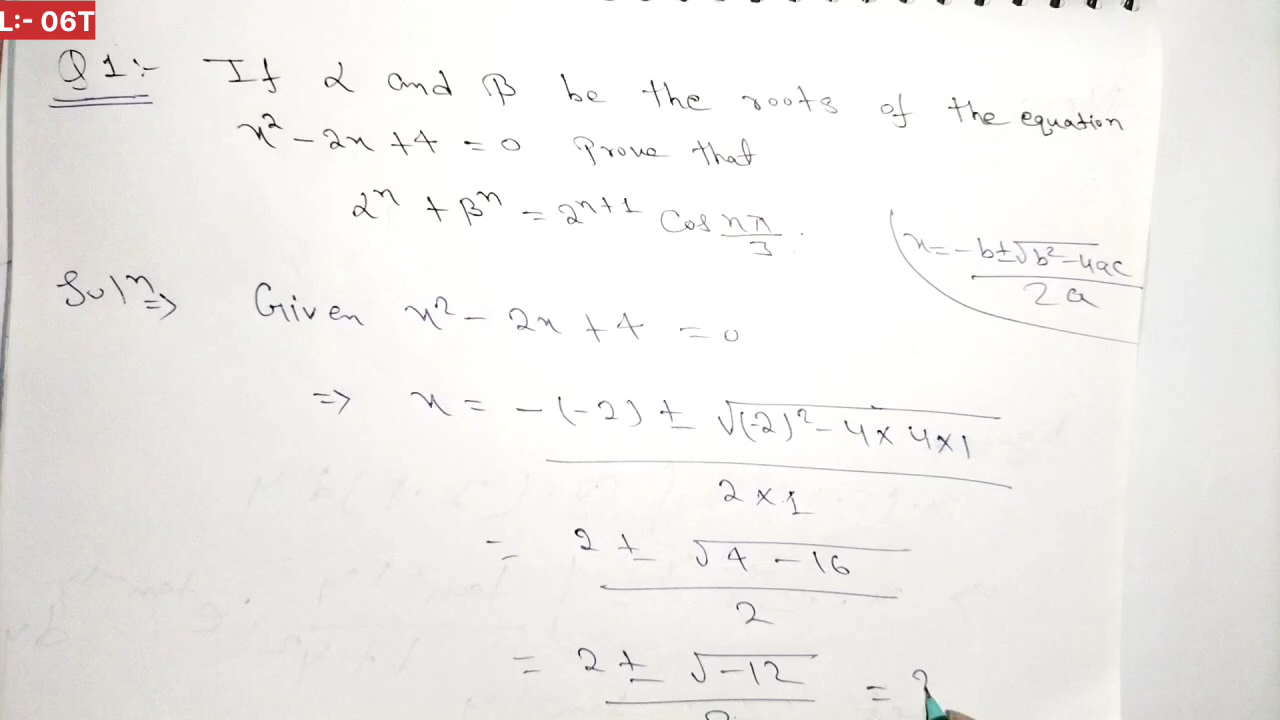 L:- 06T
Q1:- If α and β be the roots of the equation
x² - 2x + 4 = 0 Prove that
αⁿ + βⁿ = 2ⁿ⁺¹ Cos nπ/3.
x = -b±√(b²-4ac) / 2a
Solⁿ ⇒ Given x² - 2x + 4 = 0
⇒ x = -(-2) ± √((-2)² - 4×4×1) / 2×1
= 2 ± √(4 - 16) / 2
= 2 ± √(-12) / 2 =